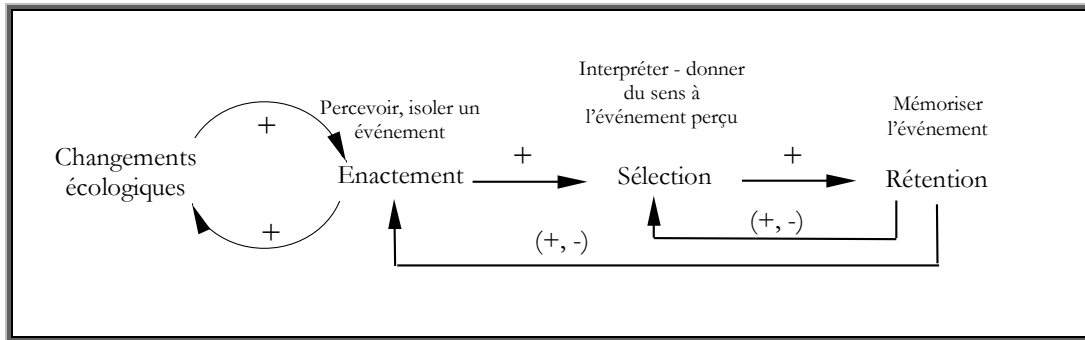 Interpréter - donner
du sens à
l'événement perçu
Percevoir, isoler un
événement
Mémoriser
l'événement
+
+
+
Changements
écologiques
Enactement
Sélection
Rétention
+
(+, -)
(+, -)